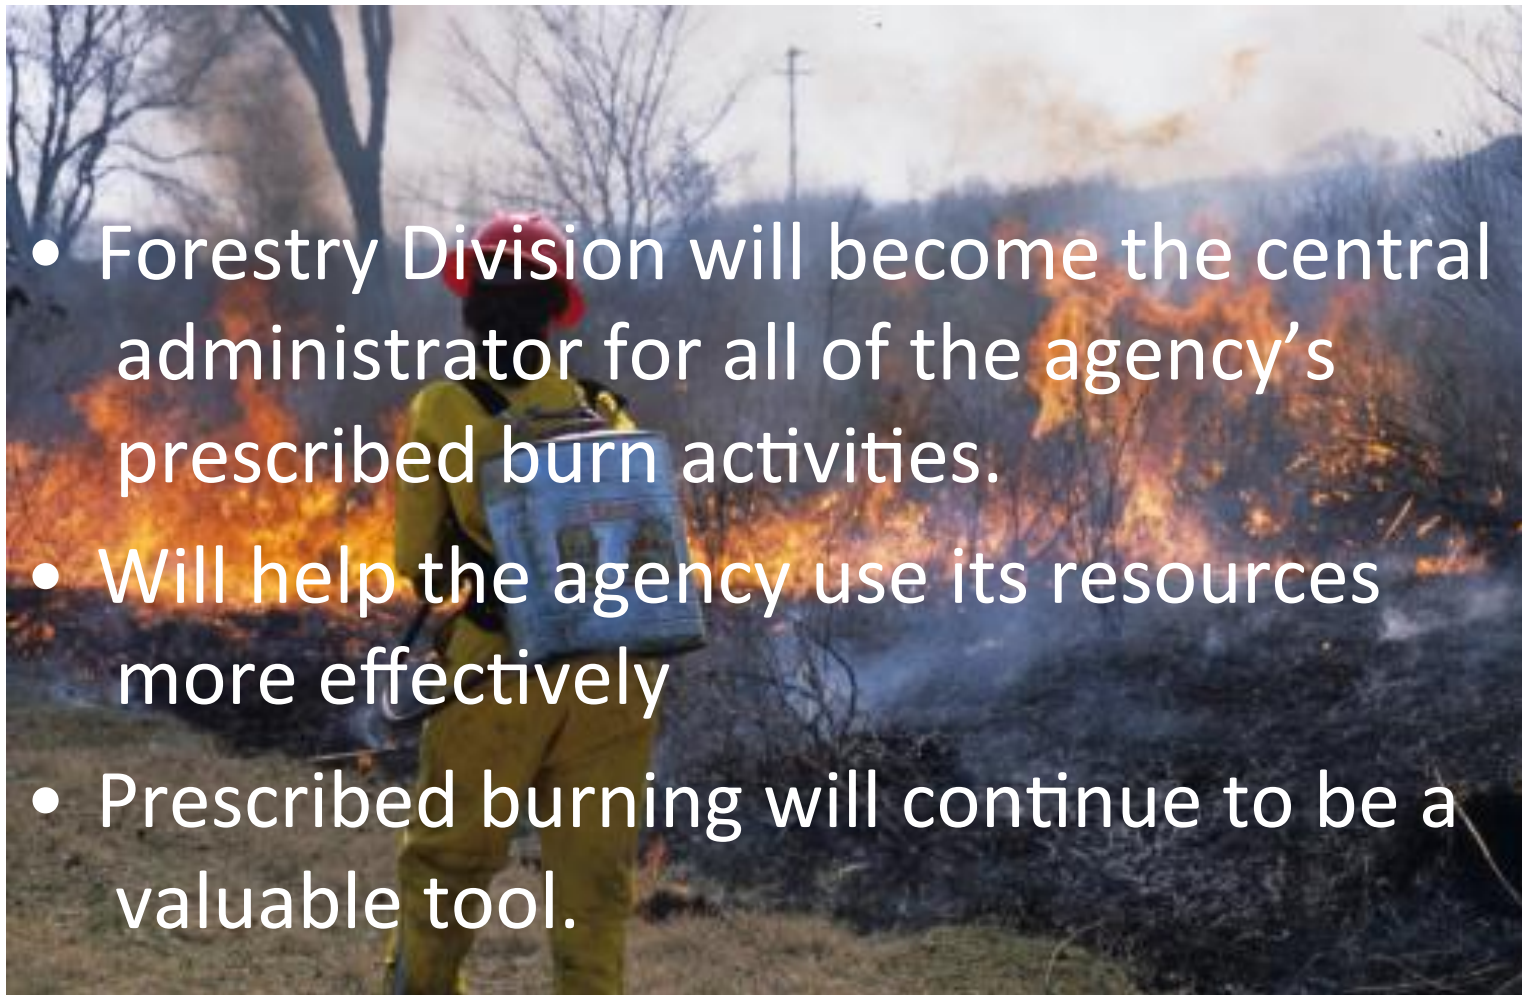 • Forestry Division will become the central
administrator for all of the agency’s
prescribed burn activities.
• Will help the agency use its resources
more effectively
• Prescribed burning will continue to be a
valuable tool.